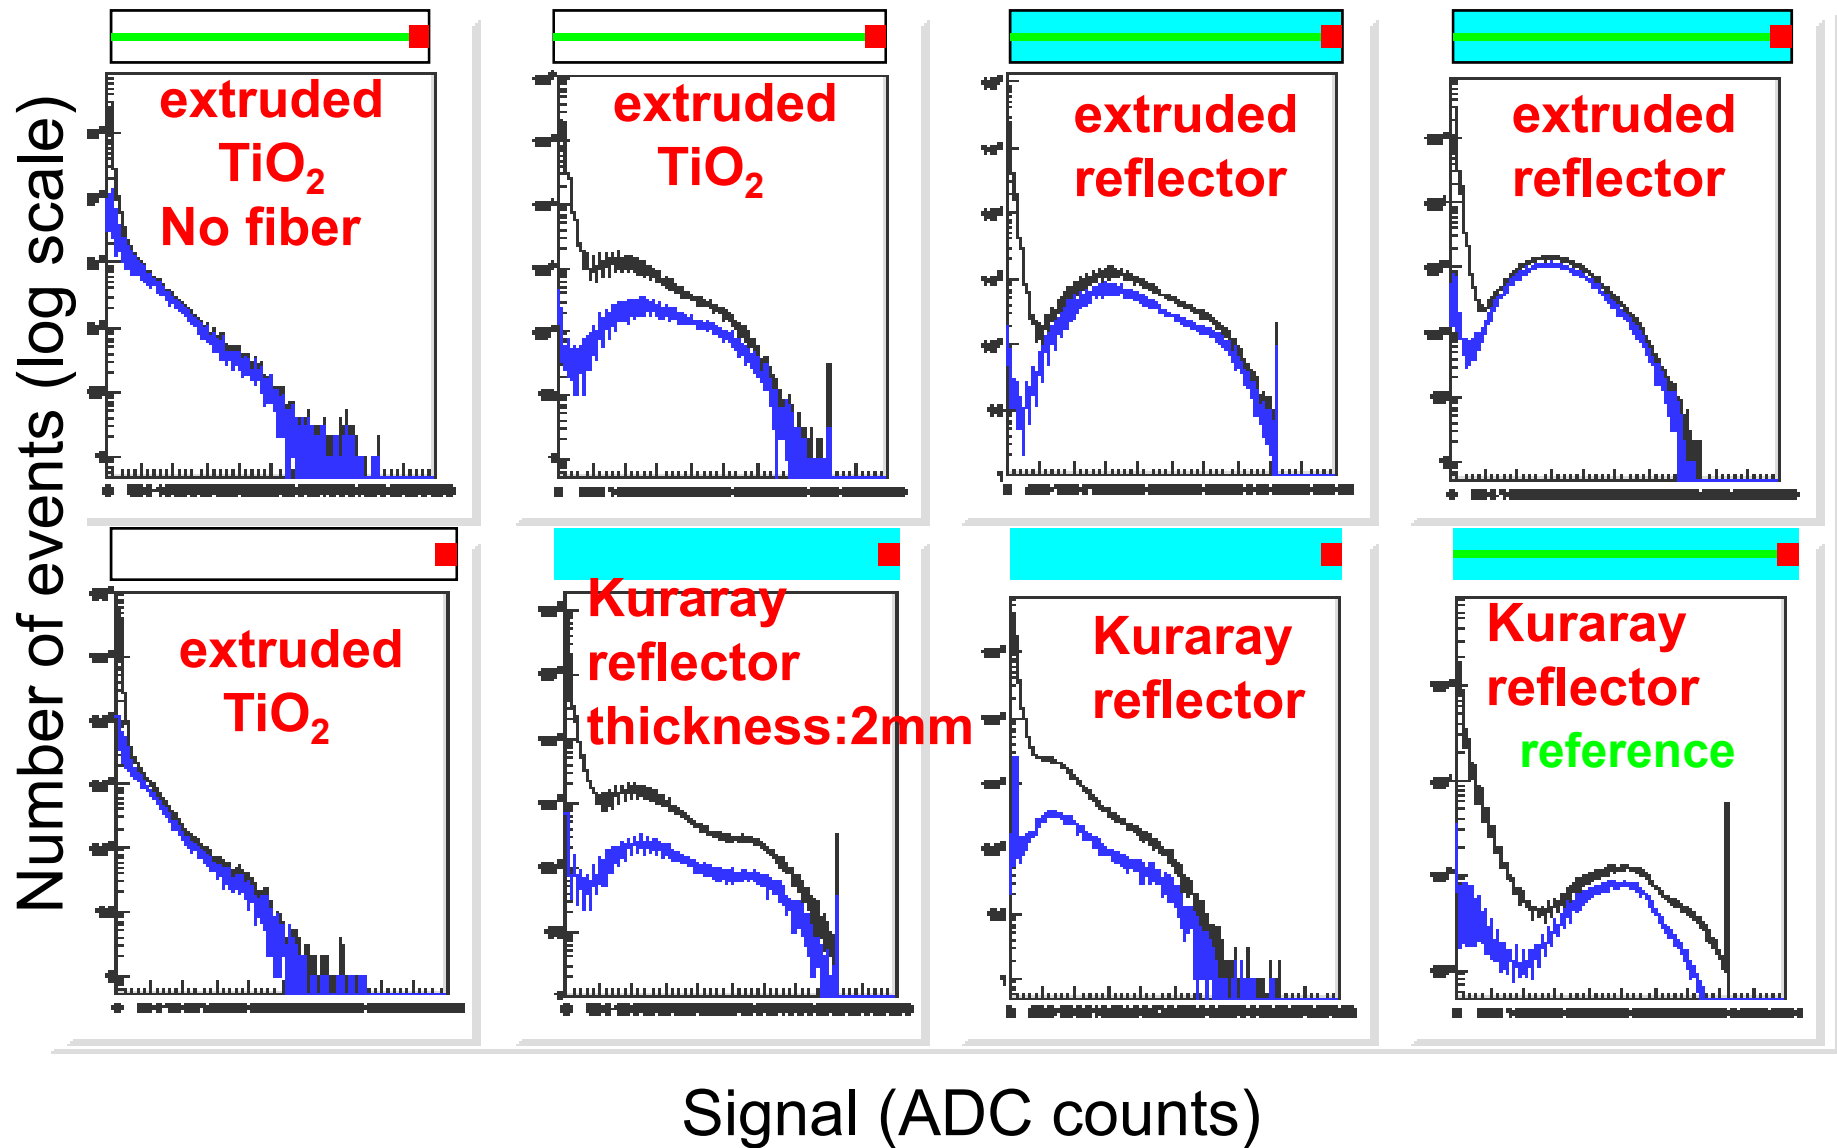 Number of events (log scale)
extruded
TiO₂
No fiber
extruded
TiO₂
extruded
reflector
extruded
reflector
extruded
TiO₂
Kuraray
reflector
thickness:2mm
Kuraray
reflector
Kuraray
reflector
reference
Signal (ADC counts)